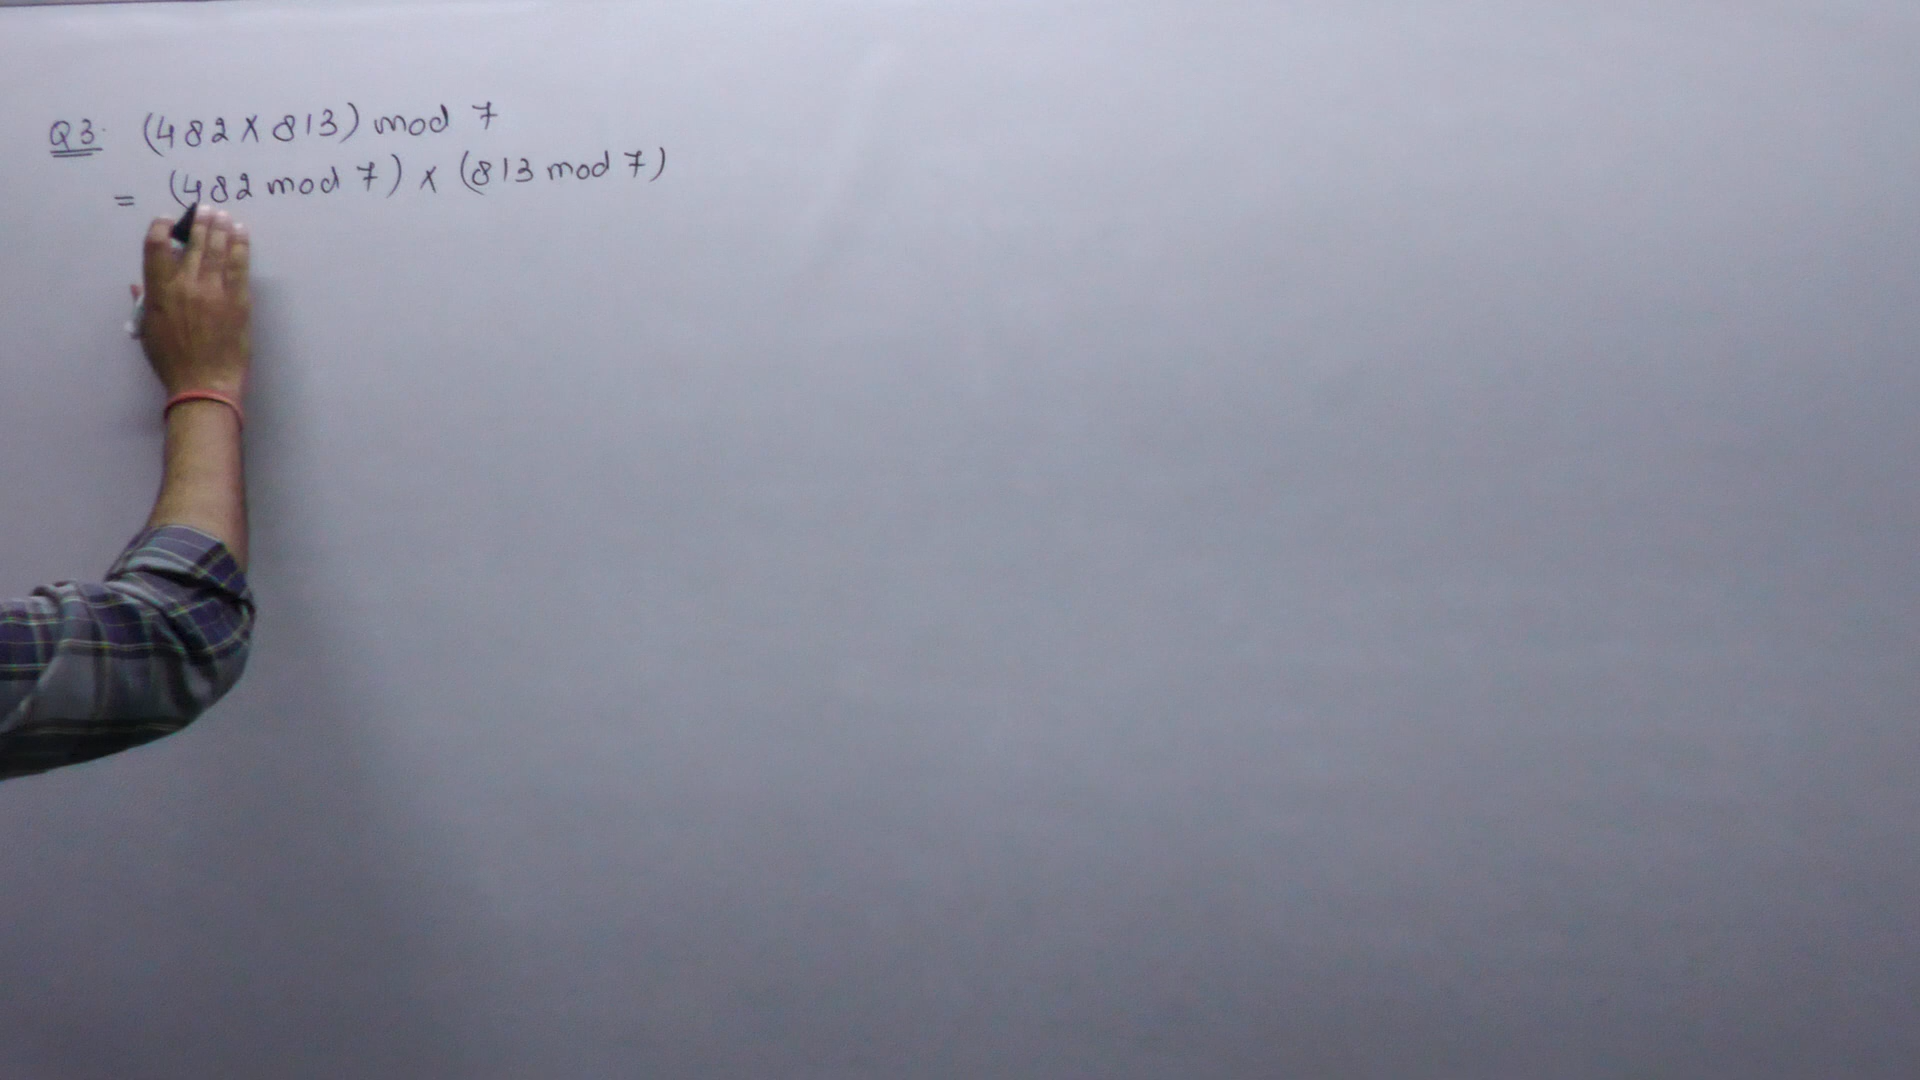 Q3. (482 X 813) mod 7
= (482 mod 7) x (813 mod 7)